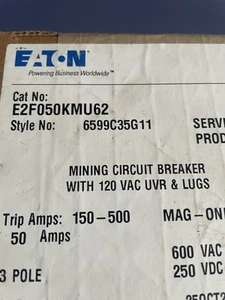 EATON
Powering Business Worldwide™
Cat No:
E2F050KMU62
Style No: 6599C35G11
SERV
PROD
MINING CIRCUIT BREAKER
WITH 120 VAC UVR & LUGS
Trip Amps: 150-500 MAG-ON
50 Amps
600 VAC
3 POLE 250 VDC